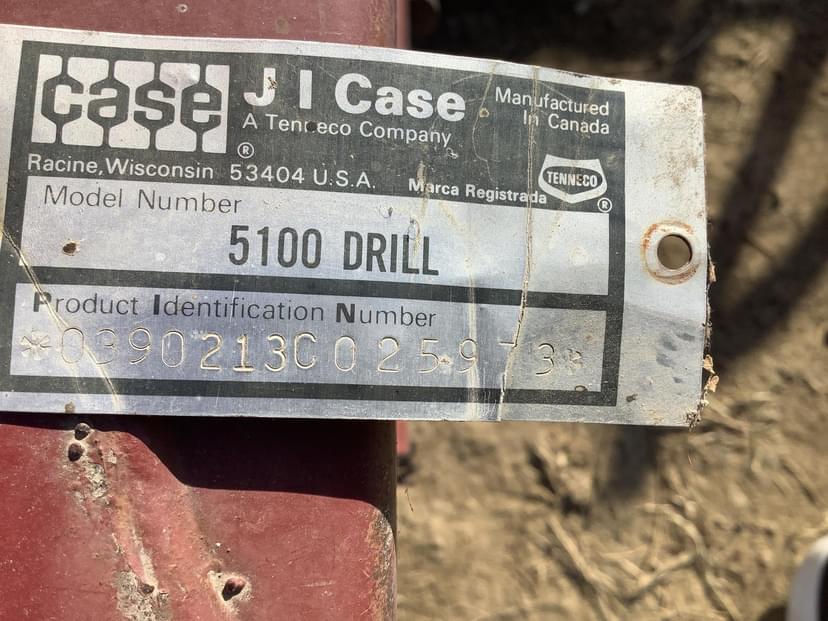 case
J I Case
A Tenneco Company
Manufactured
In Canada
®
Racine, Wisconsin 53404 U.S.A.
Marca Registrada
TENNECO
®
Model Number
5100 DRILL
Product Identification Number